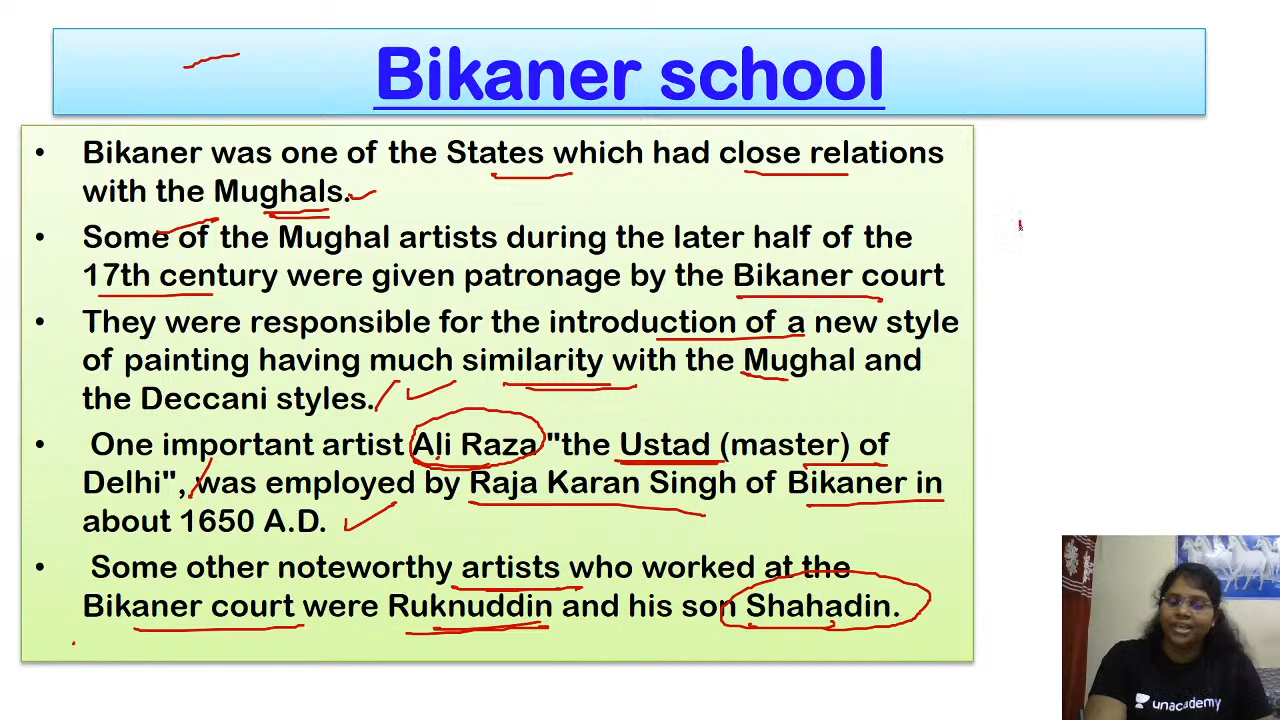 Bikaner school
• Bikaner was one of the States which had close relations
with the Mughals.
• Some of the Mughal artists during the later half of the
17th century were given patronage by the Bikaner court
• They were responsible for the introduction of a new style
of painting having much similarity with the Mughal and
the Deccani styles.
• One important artist Ali Raza "the Ustad (master) of
Delhi", was employed by Raja Karan Singh of Bikaner in
about 1650 A.D.
• Some other noteworthy artists who worked at the
Bikaner court were Ruknuddin and his son Shahadin.
unacademy